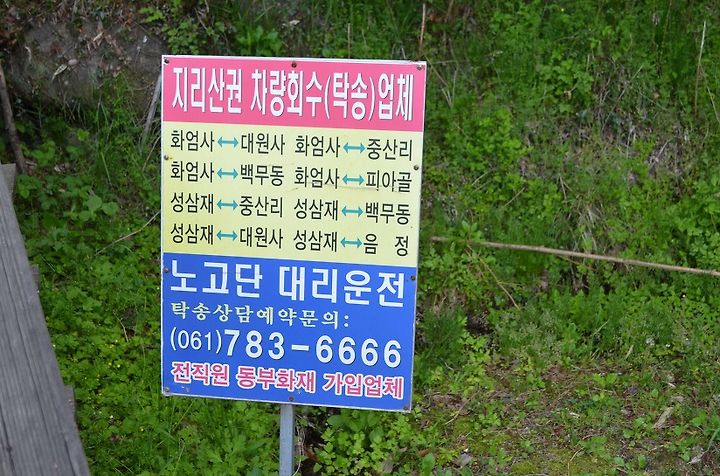 지리산권 차량회수(탁송)업체
화엄사↔대원사 화엄사↔중산리
화엄사↔백무동 화엄사↔피아골
성삼재↔중산리 성삼재↔백무동
성삼재↔대원사 성삼재↔음 정
노고단 대리운전
탁송상담예약문의:
(061)783-6666
전직원 동부화재 가입업체